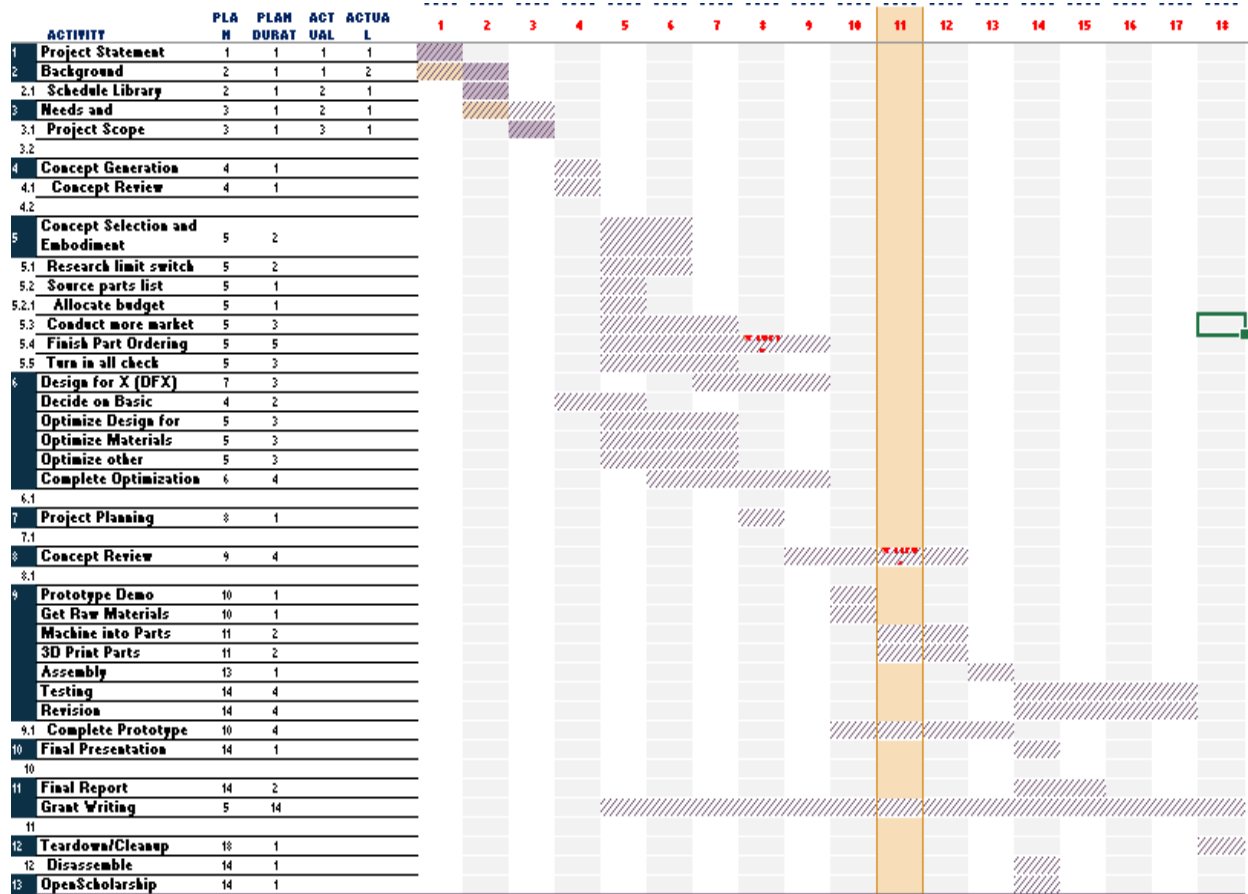 PLA PLAN ACT ACTUA
ACTIVITY N DURAT UAL L 1 2 3 4 5 6 7 8 9 10 11 12 13 14 15 16 17 18
1 Project Statement 1 1 1 1
2 Background 2 1 1 2
2.1 Schedule Library 2 1 2 1
3 Needs and 3 1 2 1
3.1 Project Scope 3 1 3 1
3.2
4 Concept Generation 4 1
4.1 Concept Review 4 1
4.2
5 Concept Selection and
Embodiment 5 2
5.1 Research limit switch 5 2
5.2 Source parts list 5 1
5.2.1 Allocate budget 5 1
5.3 Conduct more market 5 3
5.4 Finish Part Ordering 5 5
5.5 Turn in all check 5 3
6 Design for X (DFX) 7 3
Decide on Basic 4 2
Optimize Design for 5 3
Optimize Materials 5 3
Optimize other 5 3
Complete Optimization 6 4
6.1
7 Project Planning 8 1
7.1
8 Concept Review 9 4
8.1
9 Prototype Demo 10 1
Get Raw Materials 10 1
Machine into Parts 11 2
3D Print Parts 11 2
Assembly 13 1
Testing 14 4
Revision 14 4
9.1 Complete Prototype 10 4
10 Final Presentation 14 1
10
11 Final Report 14 2
Grant Writing 5 14
11
12 Teardown/Cleanup 18 1
12 Disassemble 14 1
13 OpenScholarship 14 1